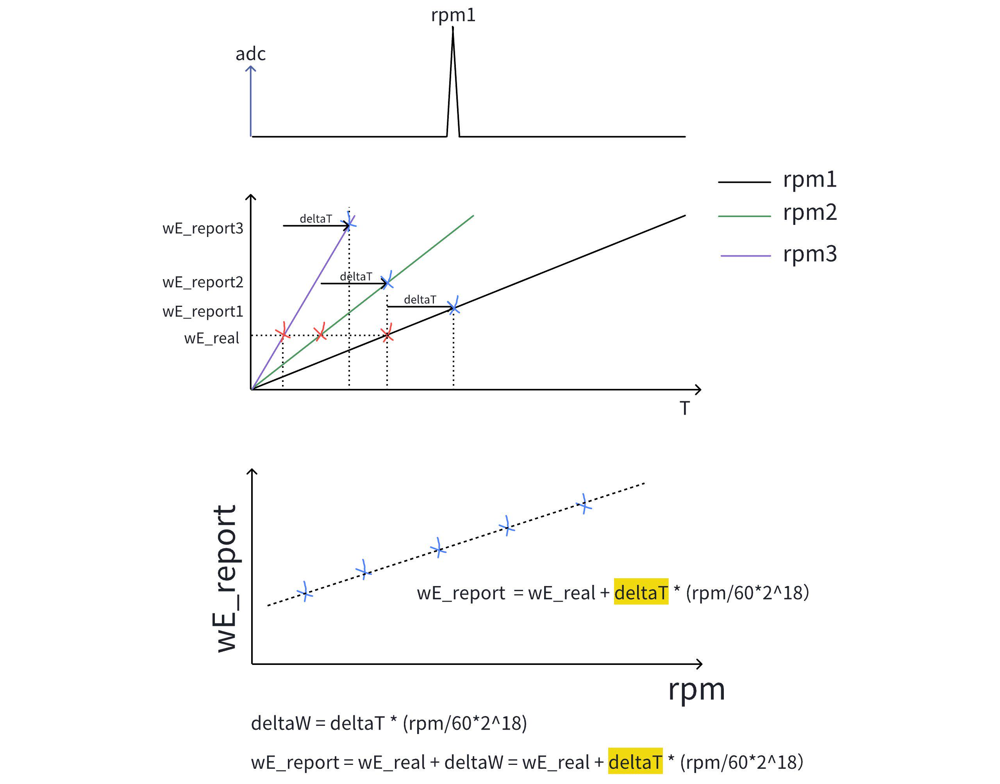 rpm1
adc
rpm1
rpm2
rpm3
deltaT
wE_report3
deltaT
wE_report2
deltaT
wE_report1
wE_real
T
wE_report
wE_report = wE_real + deltaT * (rpm/60*2^18)
rpm
deltaW = deltaT * (rpm/60*2^18)
wE_report = wE_real + deltaW = wE_real + deltaT * (rpm/60*2^18)